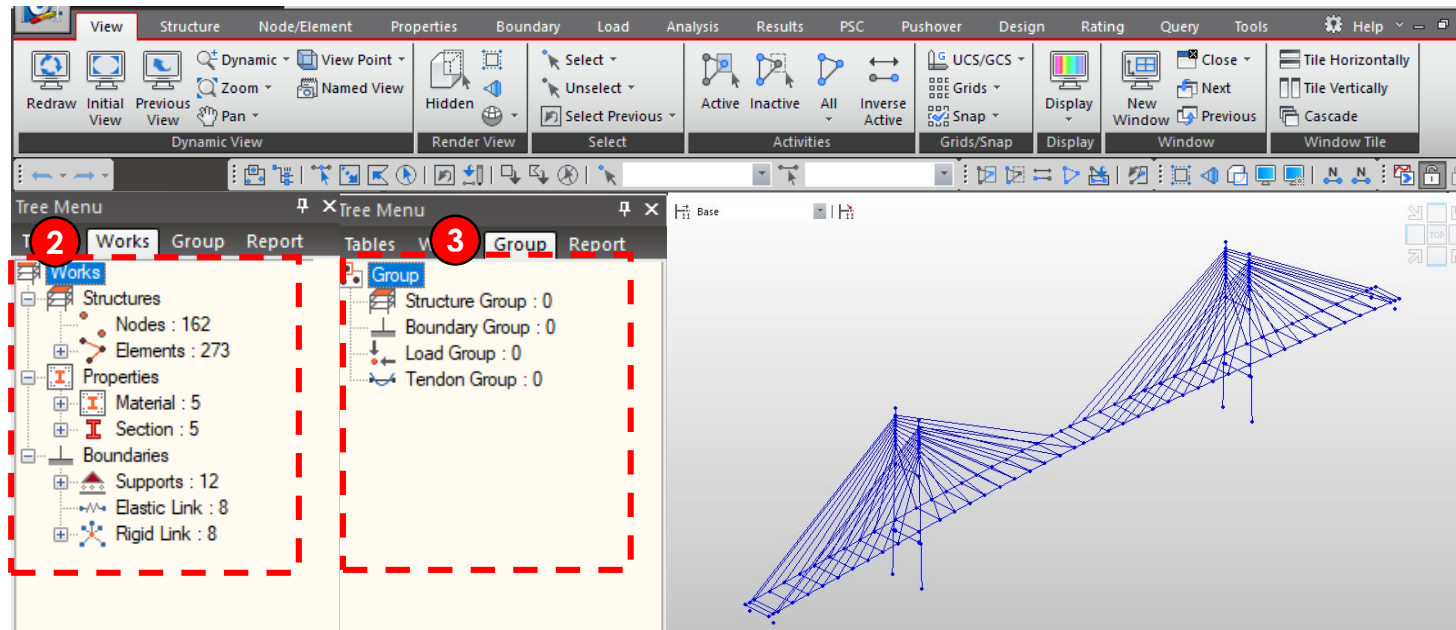 View Structure Node/Element Properties Boundary Load Analysis Results PSC Pushover Design Rating Query Tools Help
Redraw
Initial View
Previous View
Dynamic
Zoom
Pan
View Point
Named View
Dynamic View
Hidden
Render View
Select
Unselect
Select Previous
Select
Active
Inactive
All
Inverse Active
Activities
UCS/GCS
Grids
Snap
Grids/Snap
Display
Display
New Window
Close
Next
Previous
Window
Tile Horizontally
Tile Vertically
Cascade
Window Tile
Tree Menu
2
Works Group Report
Works
Structures
Nodes : 162
Elements : 273
Properties
Material : 5
Section : 5
Boundaries
Supports : 12
Elastic Link : 8
Rigid Link : 8
Tree Menu
Tables
3
Group Report
Group
Structure Group : 0
Boundary Group : 0
Load Group : 0
Tendon Group : 0
Base
TOP